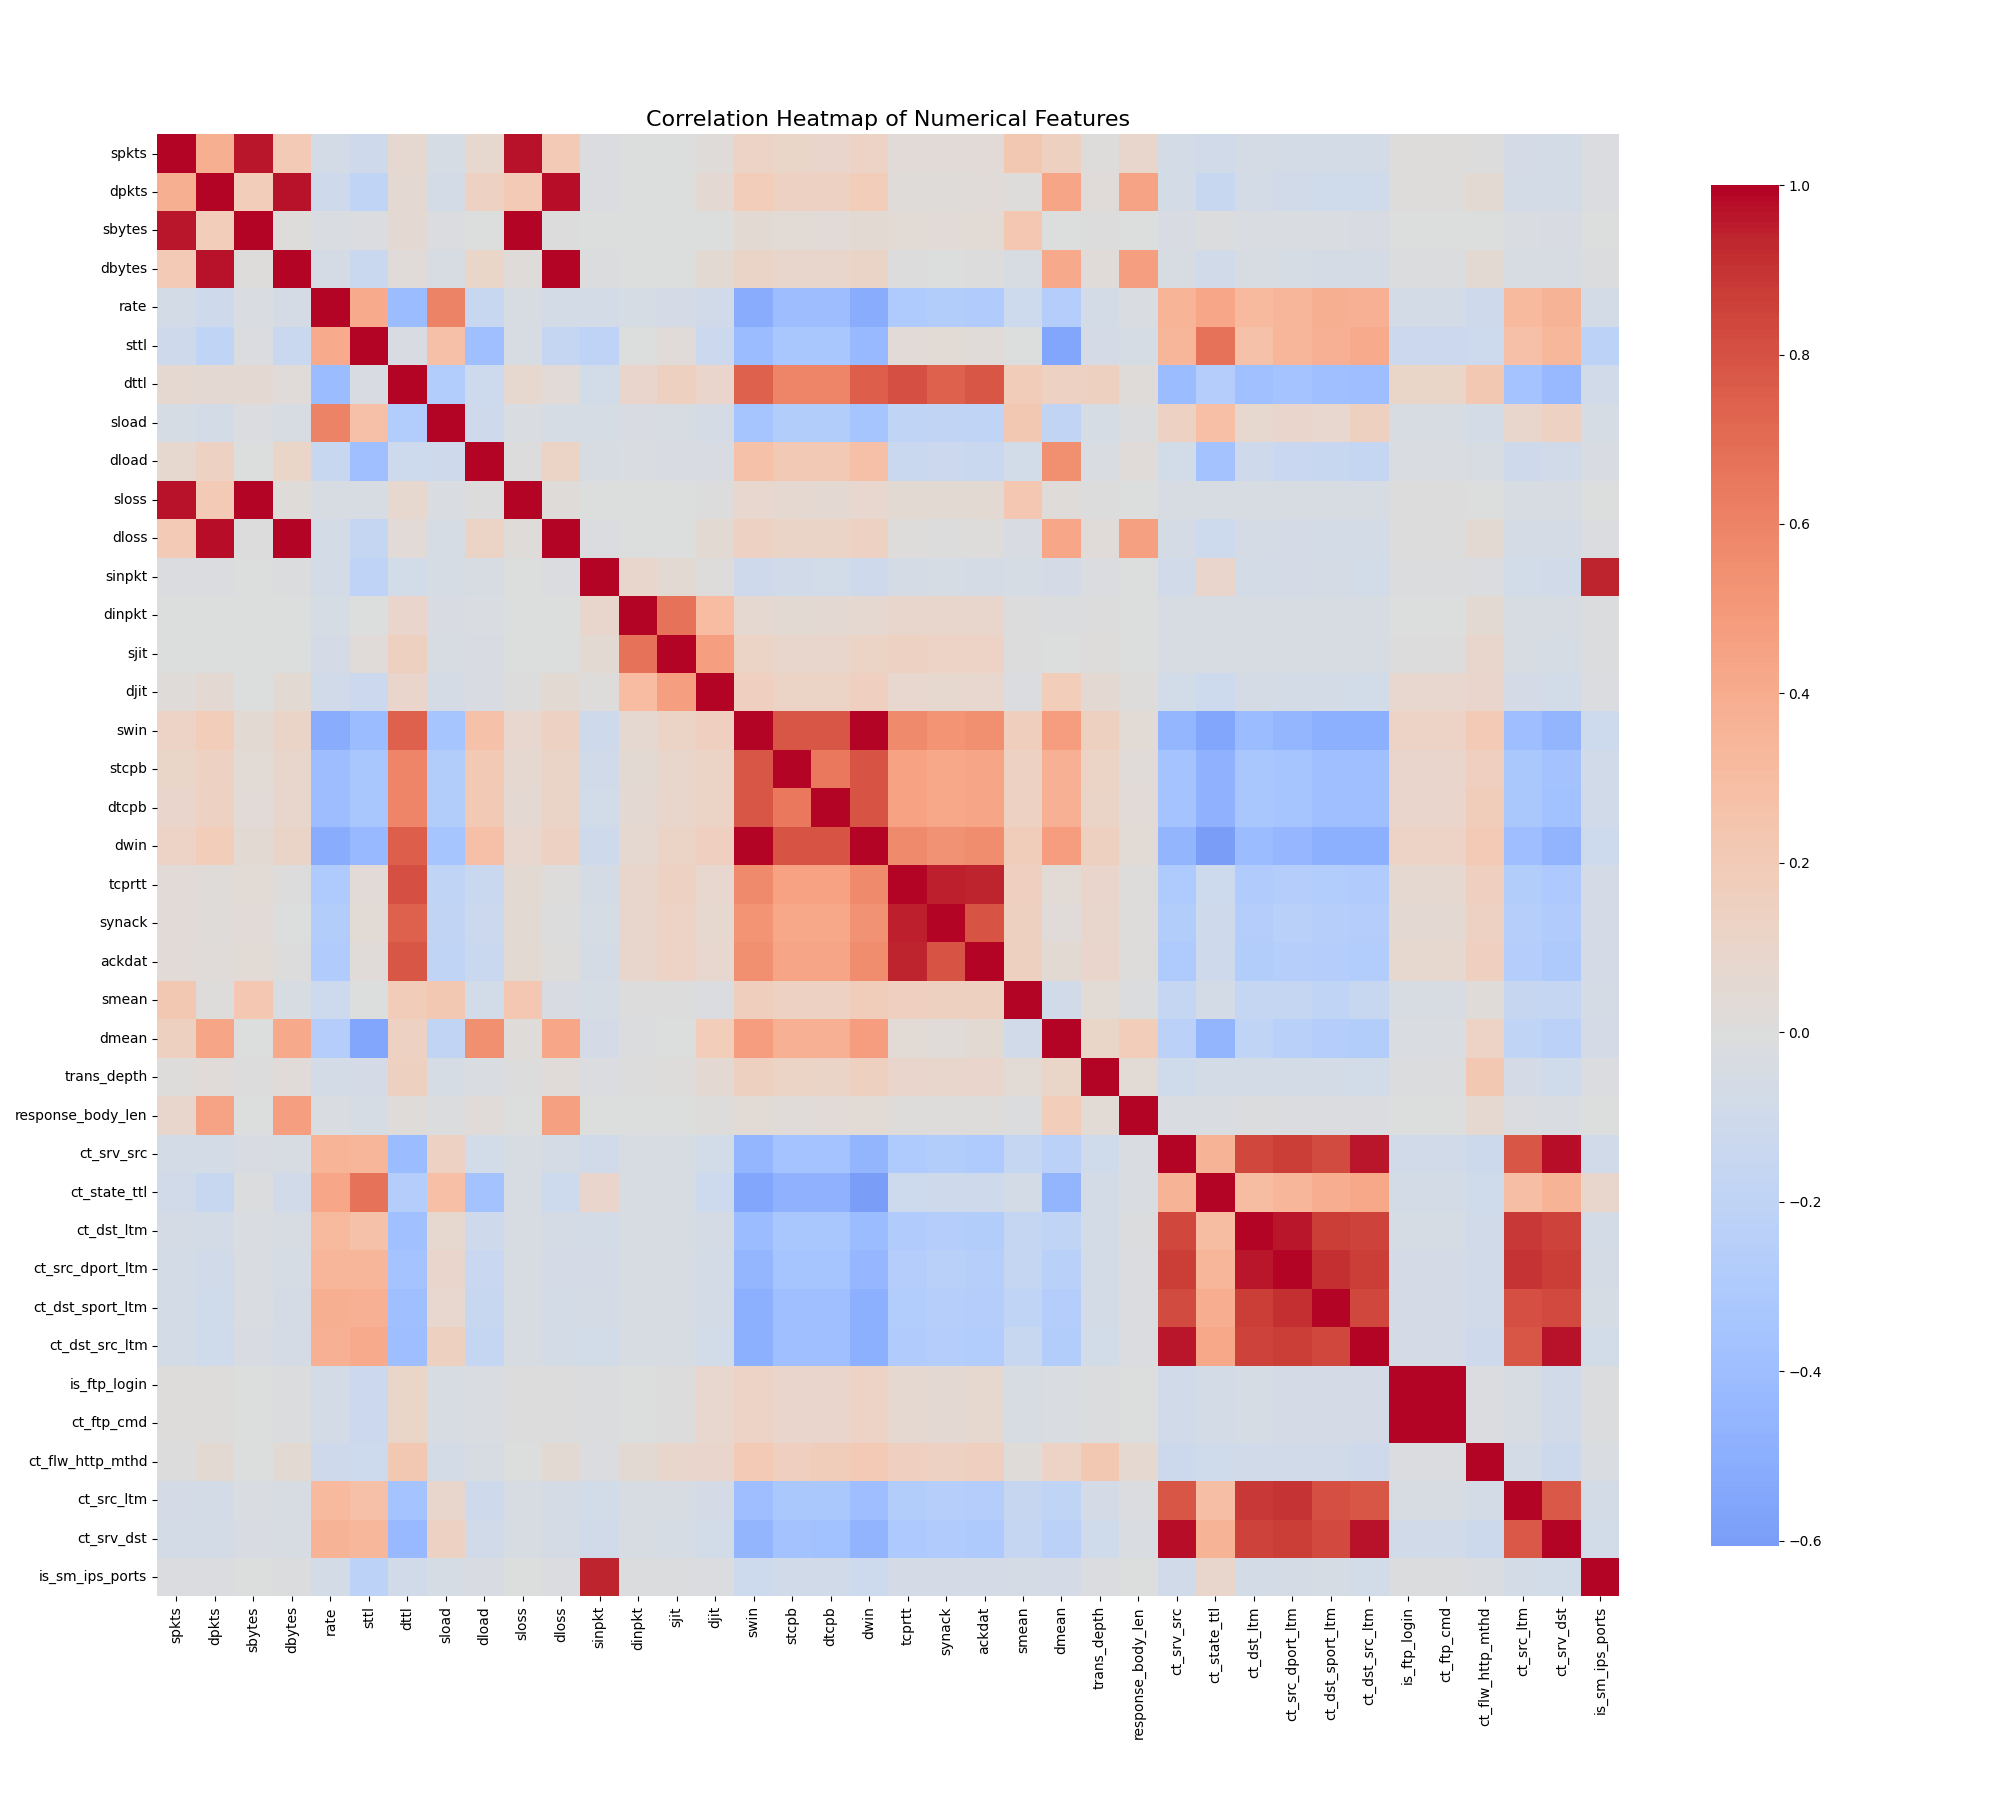 Correlation Heatmap of Numerical Features
spkts
dpkts
sbytes
dbytes
rate
sttl
dttl
sload
dload
sloss
dloss
sinpkt
dinpkt
sjit
djit
swin
stcpb
dtcpb
dwin
tcprtt
synack
ackdat
smean
dmean
trans_depth
response_body_len
ct_srv_src
ct_state_ttl
ct_dst_ltm
ct_src_dport_ltm
ct_dst_sport_ltm
ct_dst_src_ltm
is_ftp_login
ct_ftp_cmd
ct_flw_http_mthd
ct_src_ltm
ct_srv_dst
is_sm_ips_ports
spkts
dpkts
sbytes
dbytes
rate
sttl
dttl
sload
dload
sloss
dloss
sinpkt
dinpkt
sjit
djit
swin
stcpb
dtcpb
dwin
tcprtt
synack
ackdat
smean
dmean
trans_depth
response_body_len
ct_srv_src
ct_state_ttl
ct_dst_ltm
ct_src_dport_ltm
ct_dst_sport_ltm
ct_dst_src_ltm
is_ftp_login
ct_ftp_cmd
ct_flw_http_mthd
ct_src_ltm
ct_srv_dst
is_sm_ips_ports
1.0
0.8
0.6
0.4
0.2
0.0
−0.2
−0.4
−0.6